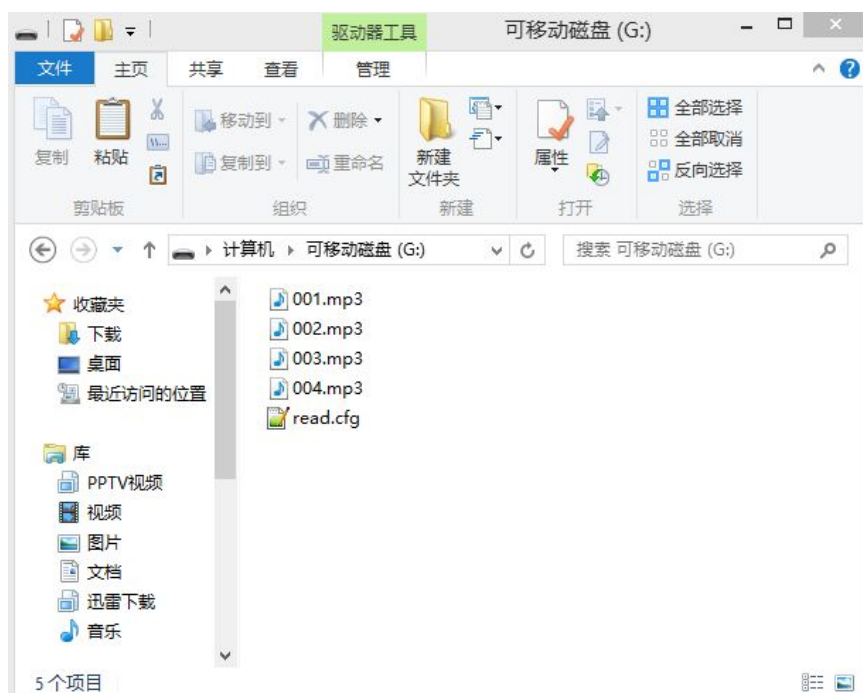 驱动器工具 可移动磁盘 (G:)
文件 主页 共享 查看 管理
复制 粘贴 移动到 复制到 删除 重命名 新建文件夹 属性 全部选择 全部取消 反向选择
剪贴板 组织 新建 打开 选择
计算机 可移动磁盘 (G:) 搜索 可移动磁盘 (G:)
收藏夹
下载
桌面
最近访问的位置
库
PPTV视频
视频
图片
文档
迅雷下载
音乐
001.mp3
002.mp3
003.mp3
004.mp3
read.cfg
5 个项目